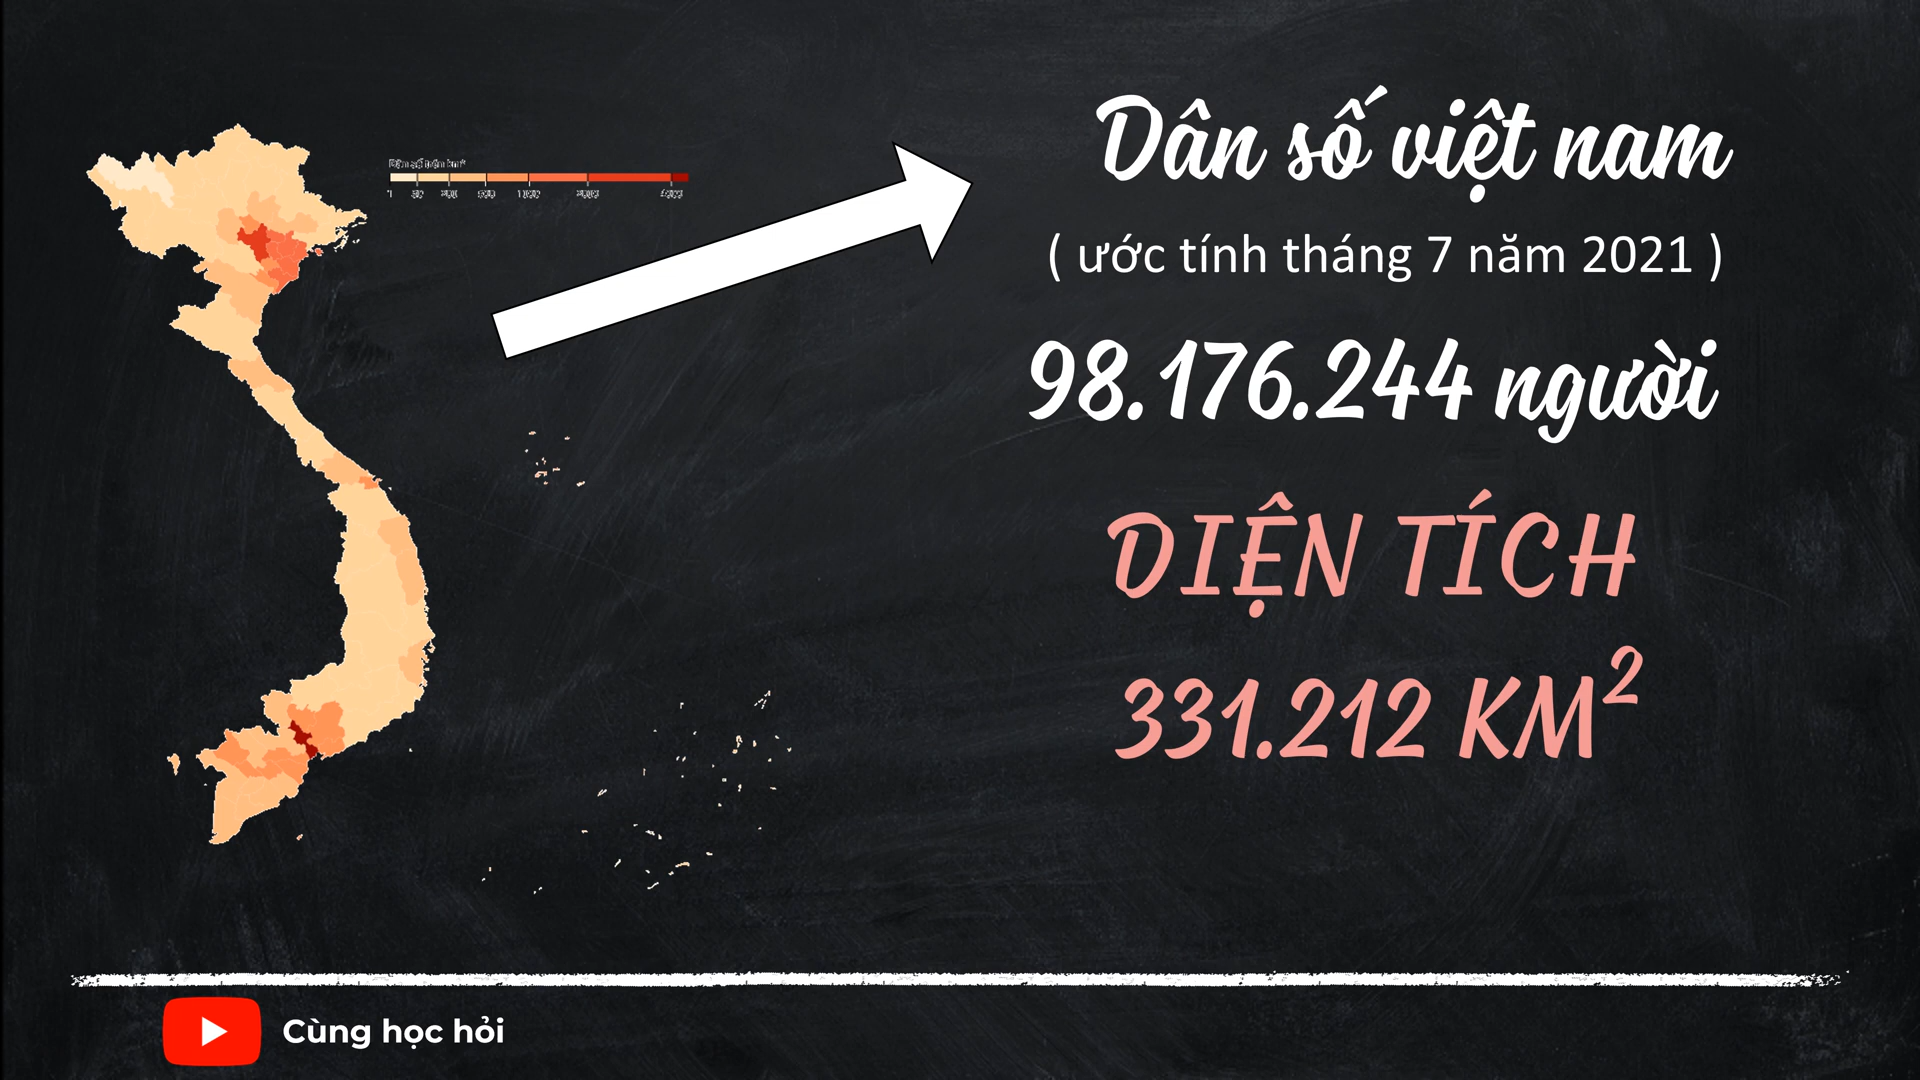 Dân số việt nam
( ước tính tháng 7 năm 2021 )
98.176.244 người
DIỆN TÍCH
331.212 KM²
Cùng học hỏi